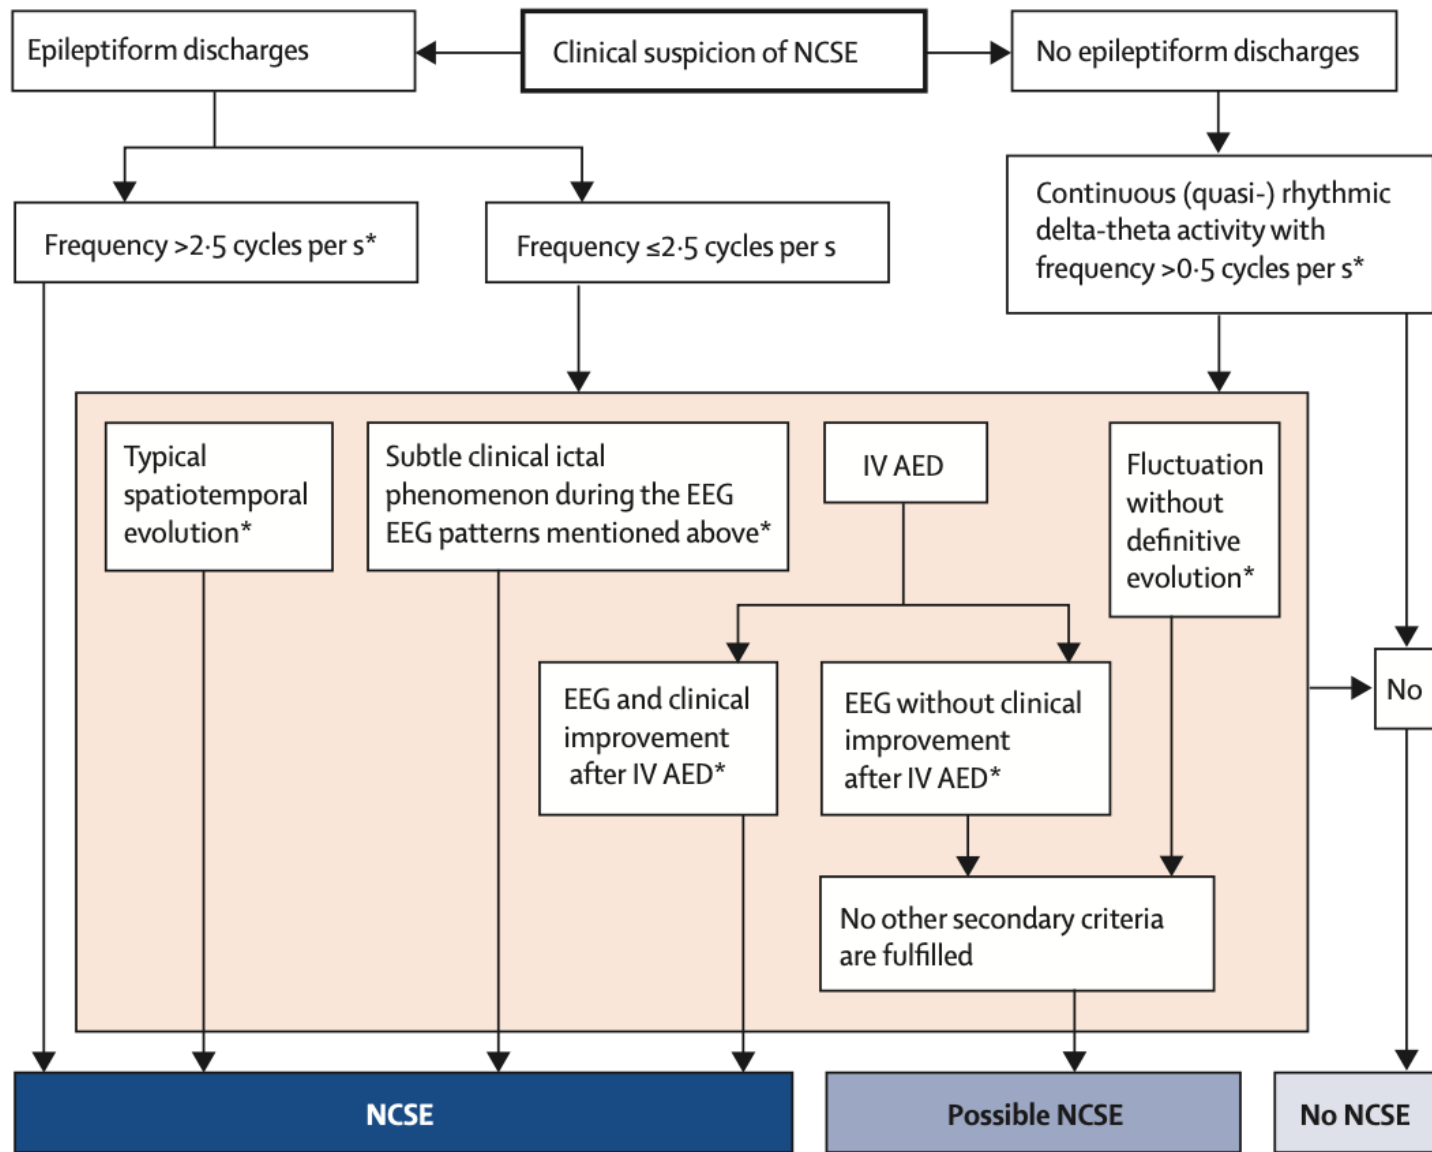 Epileptiform discharges
Clinical suspicion of NCSE
No epileptiform discharges
Frequency >2·5 cycles per s*
Frequency ≤2·5 cycles per s
Continuous (quasi-) rhythmic
delta-theta activity with
frequency >0·5 cycles per s*
Typical
spatiotemporal
evolution*
Subtle clinical ictal
phenomenon during the EEG
EEG patterns mentioned above*
IV AED
Fluctuation
without
definitive
evolution*
EEG and clinical
improvement
after IV AED*
EEG without clinical
improvement
after IV AED*
No
No other secondary criteria
are fulfilled
NCSE
Possible NCSE
No NCSE